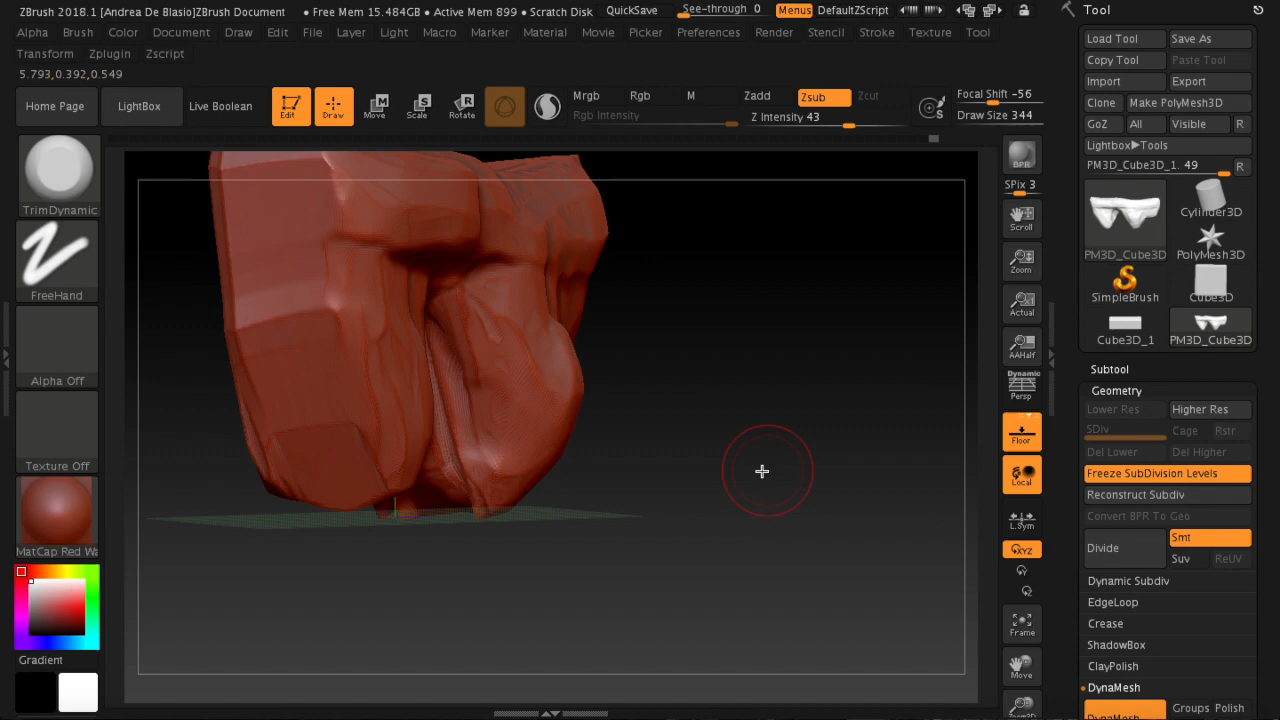 ZBrush 2018.1 [Andrea De Blasio]ZBrush Document • Free Mem 15.484GB • Active Mem 899 • Scratch Disk QuickSave See-through 0 Menus DefaultZScript
Alpha Brush Color Document Draw Edit File Layer Light Macro Marker Material Movie Picker Preferences Render Stencil Stroke Texture Tool
Transform Zplugin Zscript
5.793,0.392,0.549
Home Page LightBox Live Boolean Edit Draw Move Scale Rotate
Mrgb Rgb M Zadd Zsub Zcut
Rgb Intensity Z Intensity 43
Focal Shift -56
Draw Size 344
S
TrimDynamic
FreeHand
Alpha Off
Texture Off
MatCap Red Wa
Gradient
BPR
SPix 3
Scroll
Zoom
Actual
AAHalf
Dynamic
Persp
Floor
Local
L.Sym
XYZ
Y
Z
Frame
Move
Zoom3D
Tool
Load Tool Save As
Copy Tool Paste Tool
Import Export
Clone Make PolyMesh3D
GoZ All Visible R
Lightbox▶Tools
PM3D_Cube3D_1. 49 R
PM3D_Cube3D Cylinder3D
PolyMesh3D
SimpleBrush Cube3D
Cube3D_1 PM3D_Cube3D
Subtool
Geometry
Lower Res Higher Res
SDiv Cage Rstr
Del Lower Del Higher
Freeze SubDivision Levels
Reconstruct Subdiv
Convert BPR To Geo
Divide Smt
Suv ReUV
Dynamic Subdiv
EdgeLoop
Crease
ShadowBox
ClayPolish
DynaMesh
DynaMesh Groups Polish